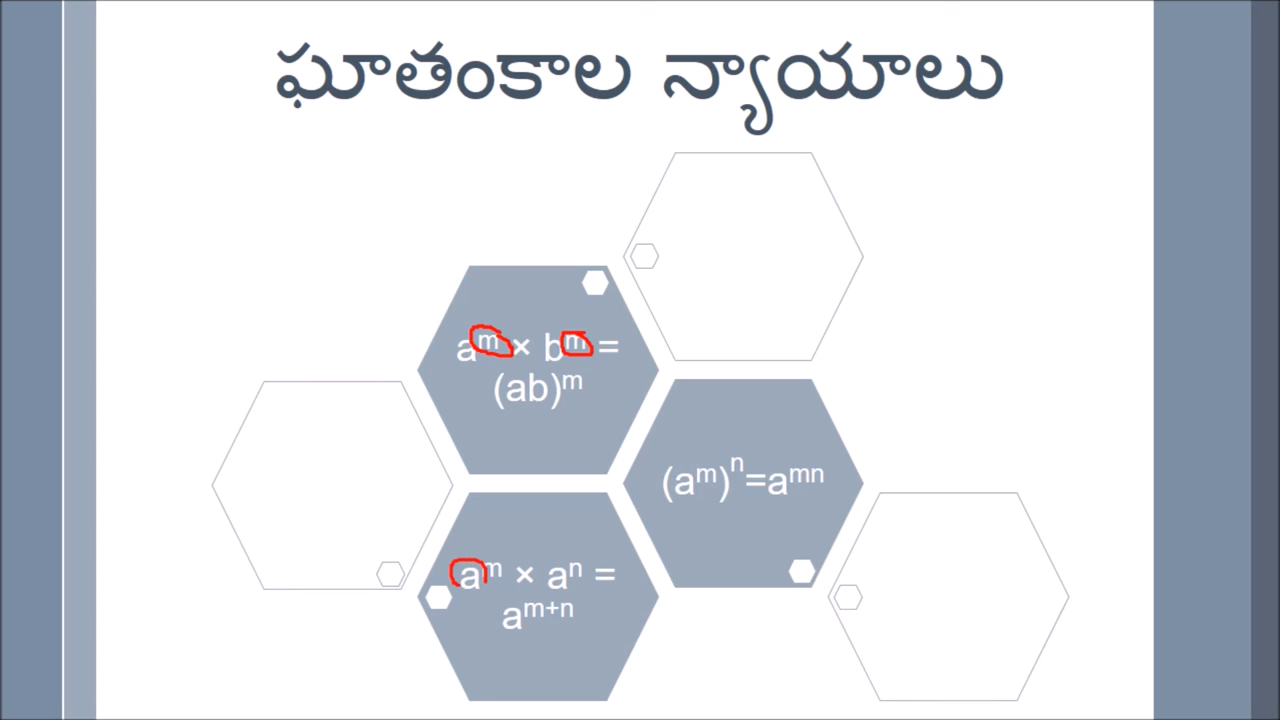 ఘాతంకాల న్యాయాలు
aᵐ × bᵐ =
(ab)ᵐ
(aᵐ)ⁿ=aᵐⁿ
aᵐ × aⁿ =
aᵐ⁺ⁿ